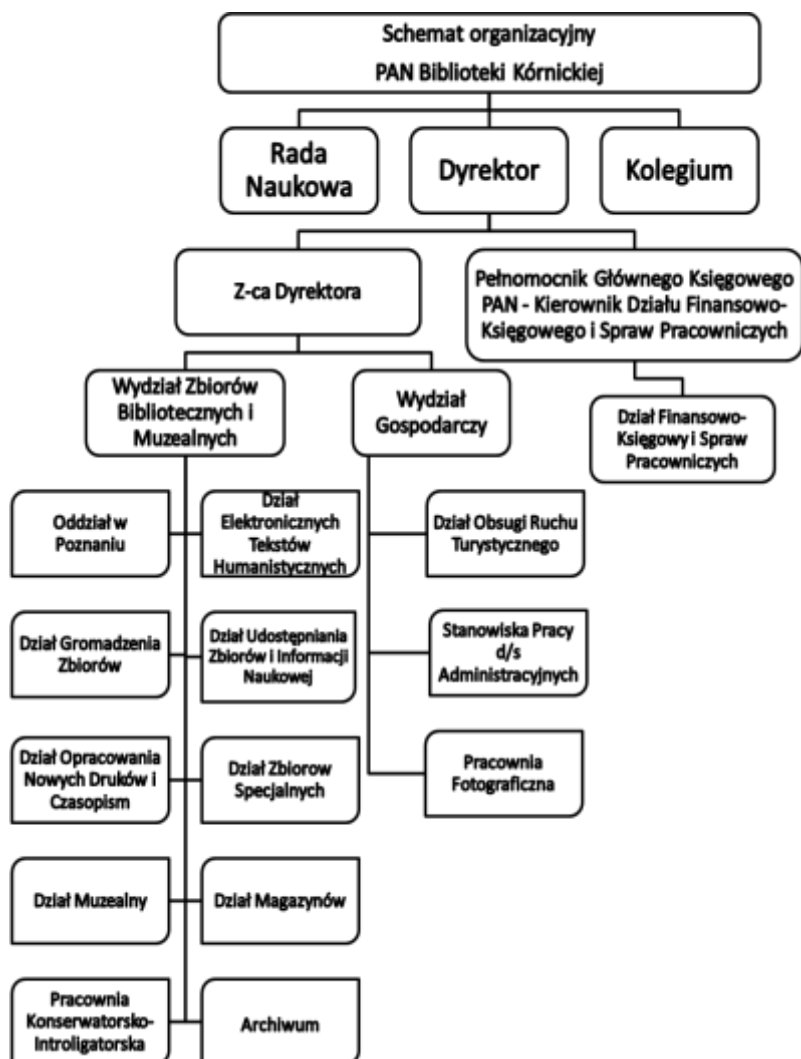 Schemat organizacyjny
PAN Biblioteki Kórnickiej
Rada
Naukowa
Dyrektor
Kolegium
Z-ca Dyrektora
Pełnomocnik Głównego Księgowego
PAN - Kierownik Działu Finansowo-
Księgowego i Spraw Pracowniczych
Wydział Zbiorów
Bibliotecznych i
Muzealnych
Wydział
Gospodarczy
Dział Finansowo-
Księgowy i Spraw
Pracowniczych
Oddział w
Poznaniu
Dział
Elektronicznych
Tekstów
Humanistycznych
Dział Obsugi Ruchu
Turystycznego
Dział Gromadzenia
Zbiorów
Dział Udostępniania
Zbiorów i Informacji
Naukowej
Stanowiska Pracy
d/s
Administracyjnych
Dział Opracowania
Nowych Druków i
Czasopism
Dział Zbiorow
Specjalnych
Pracownia
Fotograficzna
Dział Muzealny
Dział Magazynów
Pracownia
Konserwatorsko-
Introligatorska
Archiwum